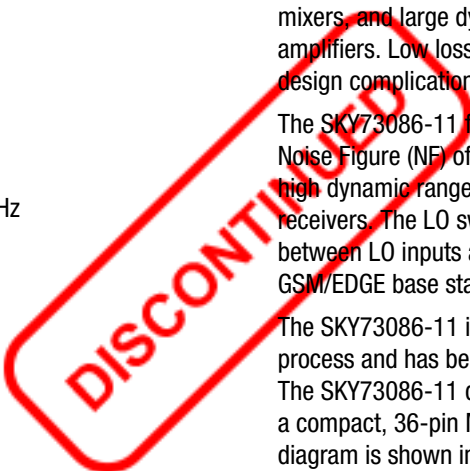 mixers, and large dy
amplifiers. Low loss
design complication
The SKY73086-11 f
Noise Figure (NF) of
high dynamic range
receivers. The LO sw
between LO inputs a
GSM/EDGE base sta
The SKY73086-11 i
process and has be
The SKY73086-11 c
a compact, 36-pin M
diagram is shown in
Hz
DISCONTINUED